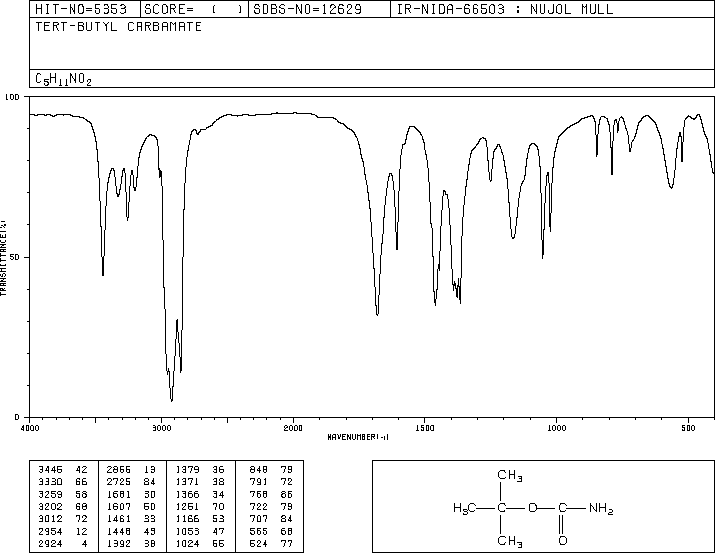 HIT-NO=5353 |SCORE= ( )|SDBS-NO=12629 |IR-NIDA-66503 : NUJOL MULL
TERT-BUTYL CARBAMATE
C5H11NO2
100
50
0
TRANSMITTANCE(%)
4000 3000 2000 1500 1000 500
WAVENUMBER(-1)
3446 42 2866 13 1379 36 848 79
3330 66 2725 84 1371 38 791 72
3259 58 1681 30 1366 34 768 86
3202 68 1607 50 1251 70 722 79
3012 72 1461 33 1166 53 707 84
2954 12 1448 49 1053 47 565 68
2924 4 1392 38 1024 55 524 77
CH3
H3C C O C NH2
CH3 O